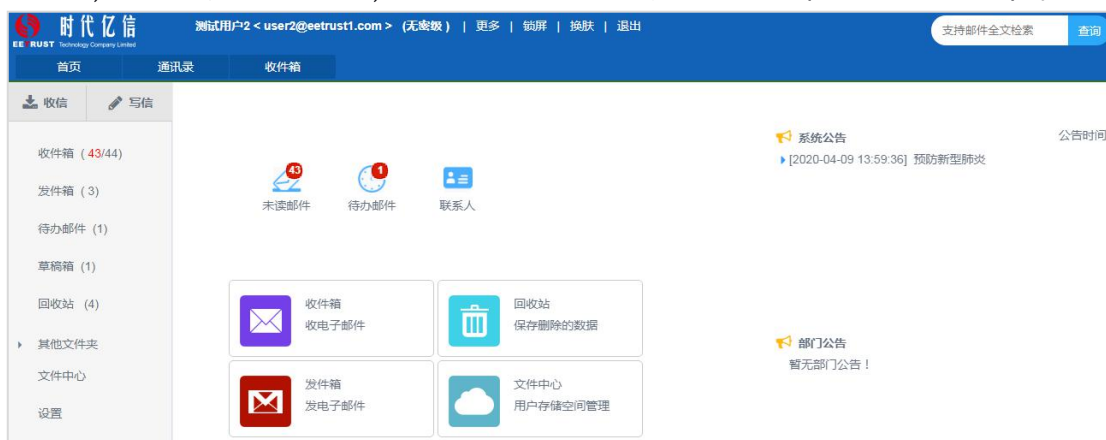 时代亿信
EETRUST Technology Company Limited
测试用户2 < user2@eetrust1.com > (无密级) | 更多 | 锁屏 | 换肤 | 退出
支持邮件全文检索 查询
首页 通讯录 收件箱
收信 写信
收件箱 ( 43/44)
发件箱 ( 3)
待办邮件 (1)
草稿箱 (1)
回收站 (4)
其他文件夹
文件中心
设置
43 1
未读邮件 待办邮件 联系人
收件箱
收电子邮件
回收站
保存删除的数据
发件箱
发电子邮件
文件中心
用户存储空间管理
系统公告 公告时间
[2020-04-09 13:59:36] 预防新型肺炎
部门公告
暂无部门公告！